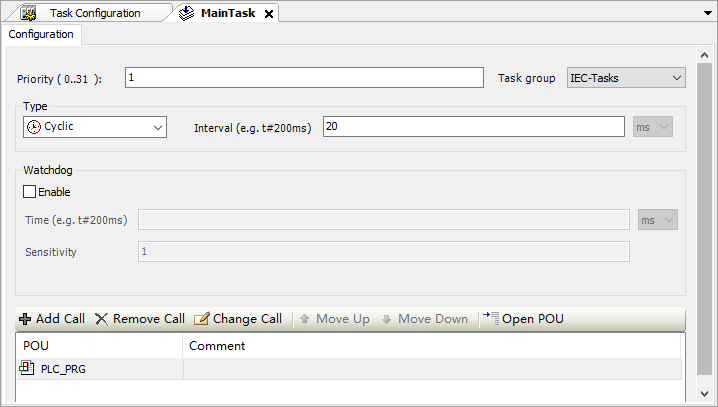 Task Configuration MainTask
Configuration
Priority ( 0..31 ): 1 Task group IEC-Tasks
Type
Cyclic Interval (e.g. t#200ms) 20 ms
Watchdog
Enable
Time (e.g. t#200ms) ms
Sensitivity 1
Add Call Remove Call Change Call Move Up Move Down Open POU
POU Comment
PLC_PRG